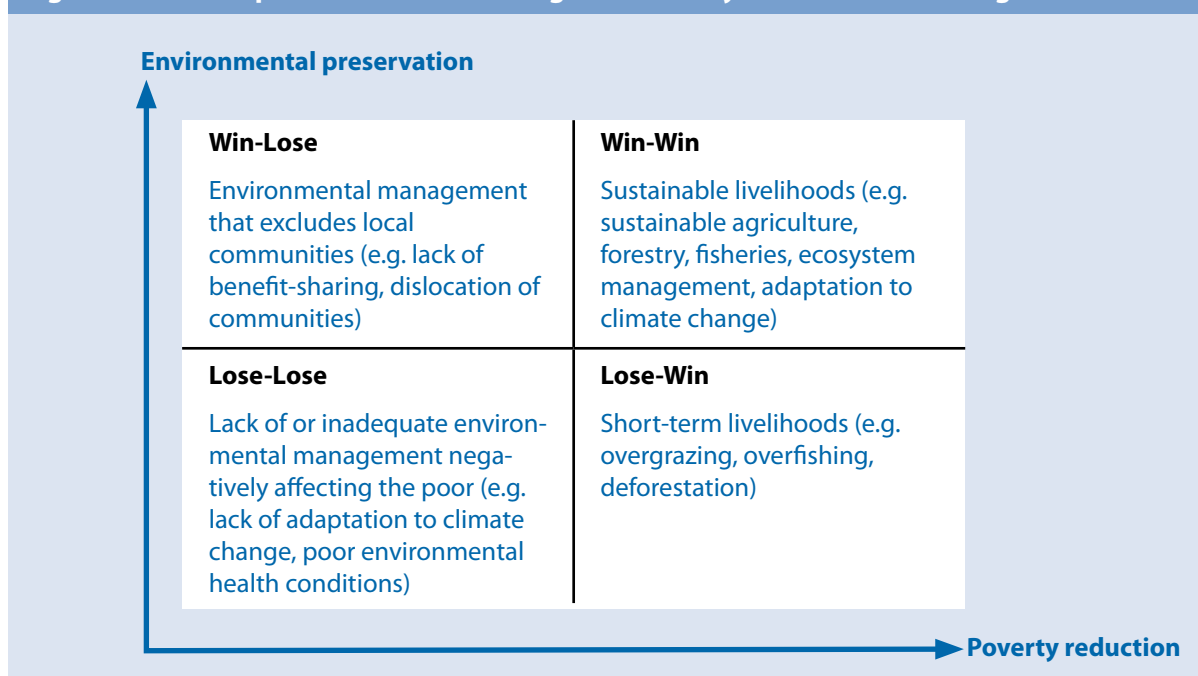 Environmental preservation
Win-Lose
Environmental management
that excludes local
communities (e.g. lack of
benefit-sharing, dislocation of
communities)
Win-Win
Sustainable livelihoods (e.g.
sustainable agriculture,
forestry, fisheries, ecosystem
management, adaptation to
climate change)
Lose-Lose
Lack of or inadequate environ-
mental management nega-
tively affecting the poor (e.g.
lack of adaptation to climate
change, poor environmental
health conditions)
Lose-Win
Short-term livelihoods (e.g.
overgrazing, overfishing,
deforestation)
Poverty reduction